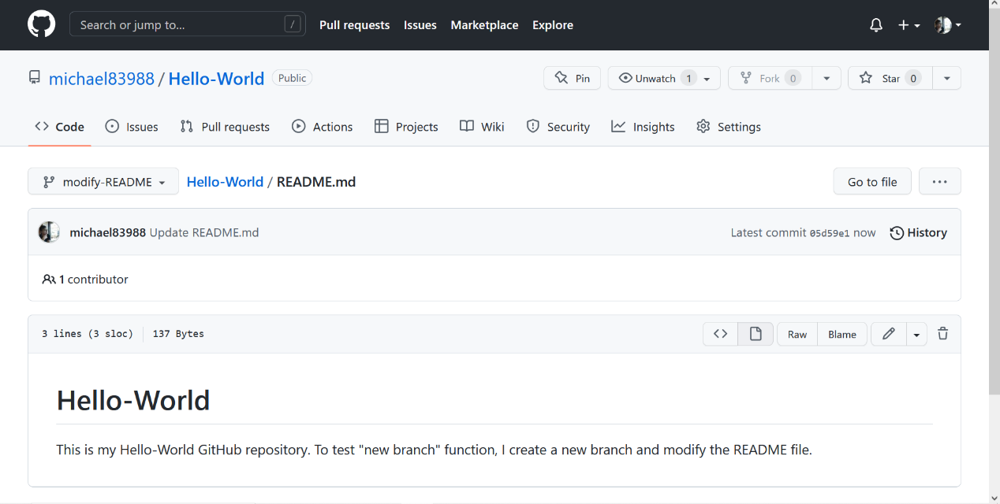 Search or jump to... / Pull requests Issues Marketplace Explore
michael83988 / Hello-World Public Pin Unwatch 1 Fork 0 Star 0
Code Issues Pull requests Actions Projects Wiki Security Insights Settings
modify-README Hello-World / README.md Go to file ...
michael83988 Update README.md Latest commit 05d59e1 now History
1 contributor
3 lines (3 sloc) 137 Bytes Raw Blame
Hello-World
This is my Hello-World GitHub repository. To test "new branch" function, I create a new branch and modify the README file.